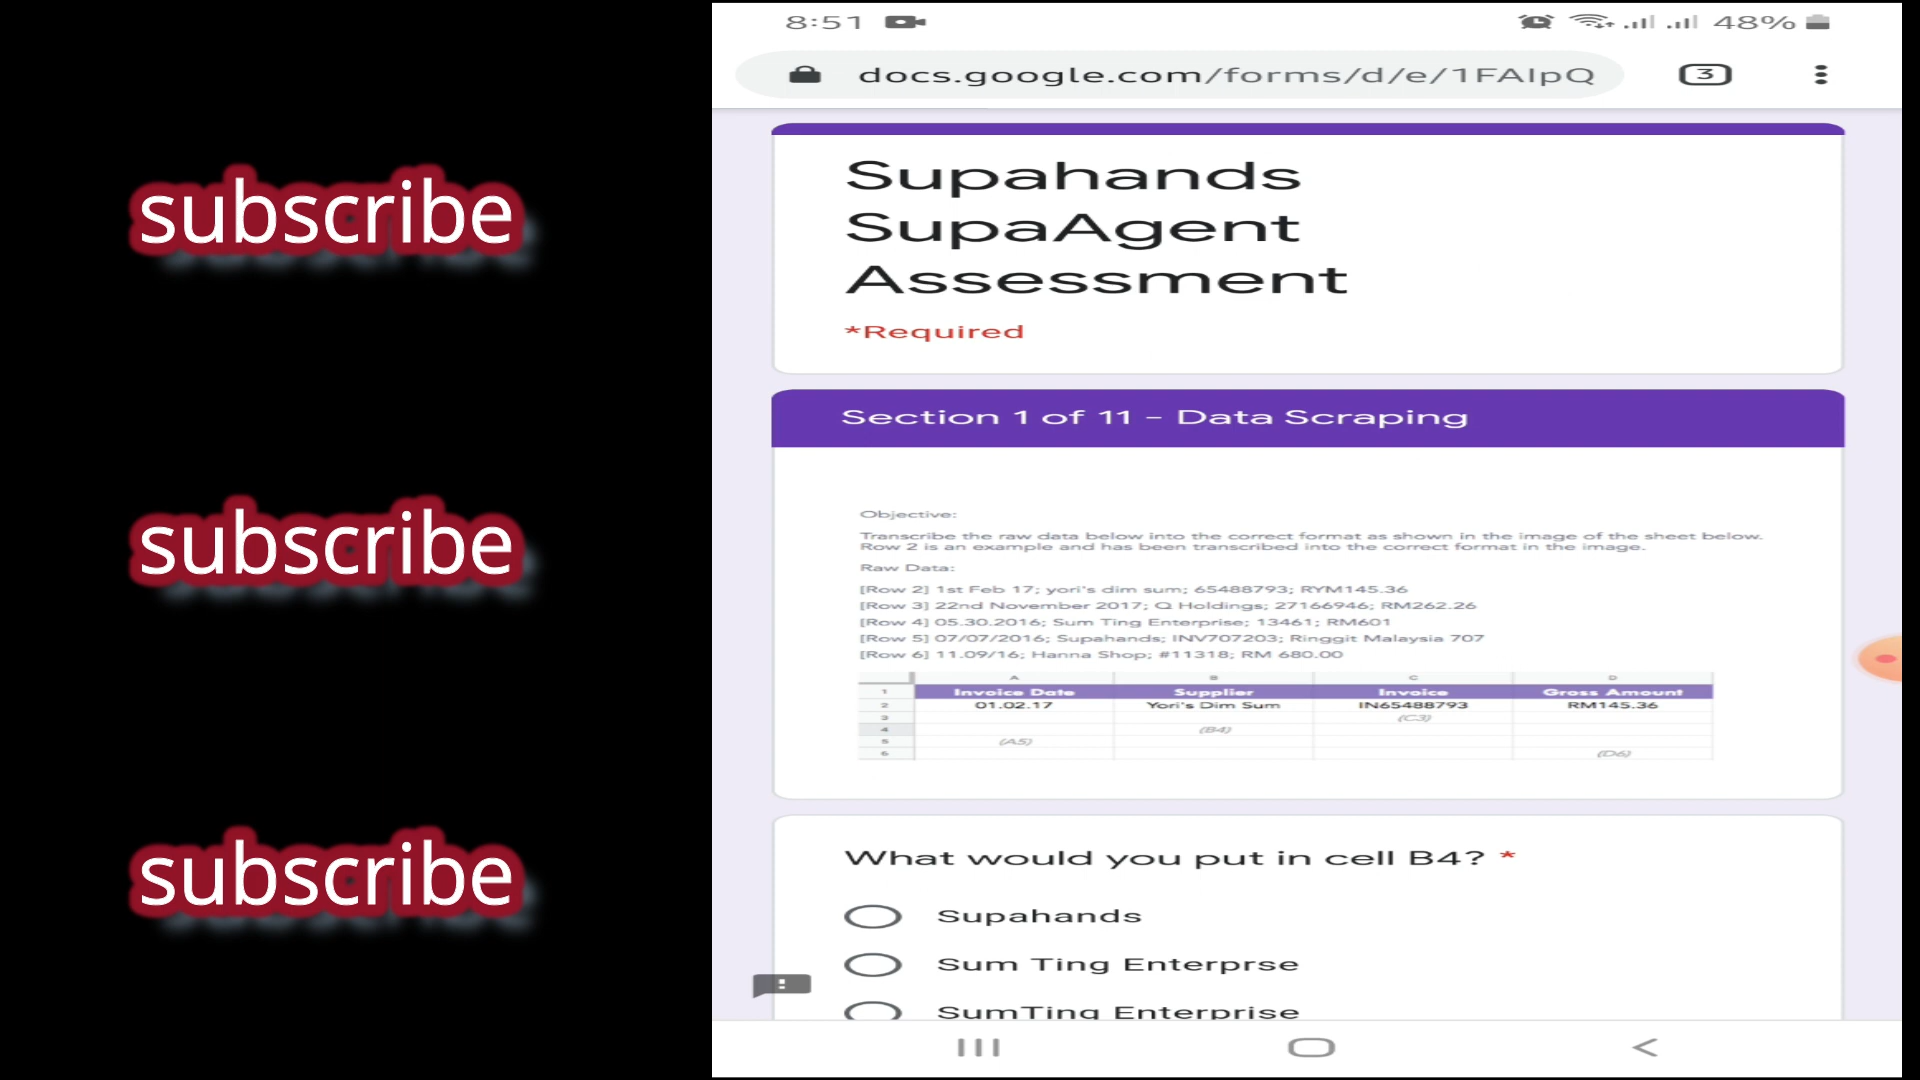 subscribe
subscribe
subscribe
8:51
48%
docs.google.com/forms/d/e/1FAIpQ
3
Supahands
SupaAgent
Assessment
*Required
Section 1 of 11 - Data Scraping
Objective:
Transcribe the raw data below into the correct format as shown in the image of the sheet below.
Row 2 is an example and has been transcribed into the correct format in the image.
Raw Data:
[Row 2] 1st Feb 17; yori's dim sum; 65488793; RYM145.36
[Row 3] 22nd November 2017; Q Holdings; 27166946; RM262.26
[Row 4] 05.30.2016; Sum Ting Enterprise; 13461; RM601
[Row 5] 07/07/2016; Supahands; INV707203; Ringgit Malaysia 707
[Row 6] 11.09/16; Hanna Shop; #11318; RM 680.00
A B C D
1 Invoice Date Supplier Invoice Gross Amount
2 01.02.17 Yori's Dim Sum IN65488793 RM145.36
3 (C3)
4 (B4)
5 (A5)
6 (D6)
What would you put in cell B4? *
Supahands
Sum Ting Enterprse
SumTing Enterprise